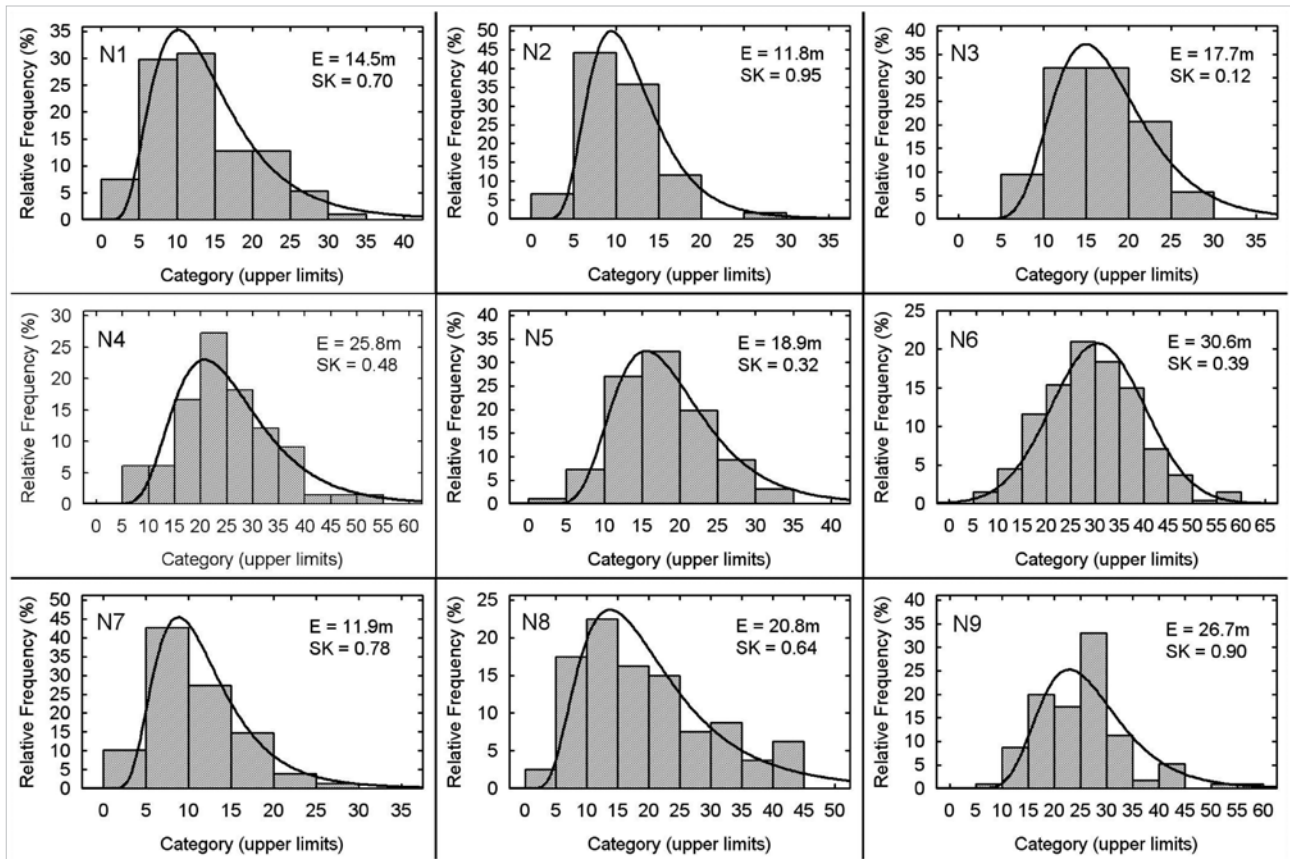 N1
E = 14.5m
SK = 0.70
Relative Frequency (%)
35
30
25
20
15
10
5
0
0 5 10 15 20 25 30 35 40
Category (upper limits)
N2
E = 11.8m
SK = 0.95
Relative Frequency (%)
50
45
40
35
30
25
20
15
10
5
0
0 5 10 15 20 25 30 35
Category (upper limits)
N3
E = 17.7m
SK = 0.12
Relative Frequency (%)
40
35
30
25
20
15
10
5
0
0 5 10 15 20 25 30 35
Category (upper limits)
N4
E = 25.8m
SK = 0.48
Relative Frequency (%)
30
25
20
15
10
5
0
0 5 10 15 20 25 30 35 40 45 50 55 60
Category (upper limits)
N5
E = 18.9m
SK = 0.32
Relative Frequency (%)
40
35
30
25
20
15
10
5
0
0 5 10 15 20 25 30 35 40
Category (upper limits)
N6
E = 30.6m
SK = 0.39
Relative Frequency (%)
25
20
15
10
5
0
0 5 10 15 20 25 30 35 40 45 50 55 60 65
Category (upper limits)
N7
E = 11.9m
SK = 0.78
Relative Frequency (%)
50
45
40
35
30
25
20
15
10
5
0
0 5 10 15 20 25 30 35
Category (upper limits)
N8
E = 20.8m
SK = 0.64
Relative Frequency (%)
25
20
15
10
5
0
0 5 10 15 20 25 30 35 40 45 50
Category (upper limits)
N9
E = 26.7m
SK = 0.90
Relative Frequency (%)
40
35
30
25
20
15
10
5
0
0 5 10 15 20 25 30 35 40 45 50 55 60
Category (upper limits)